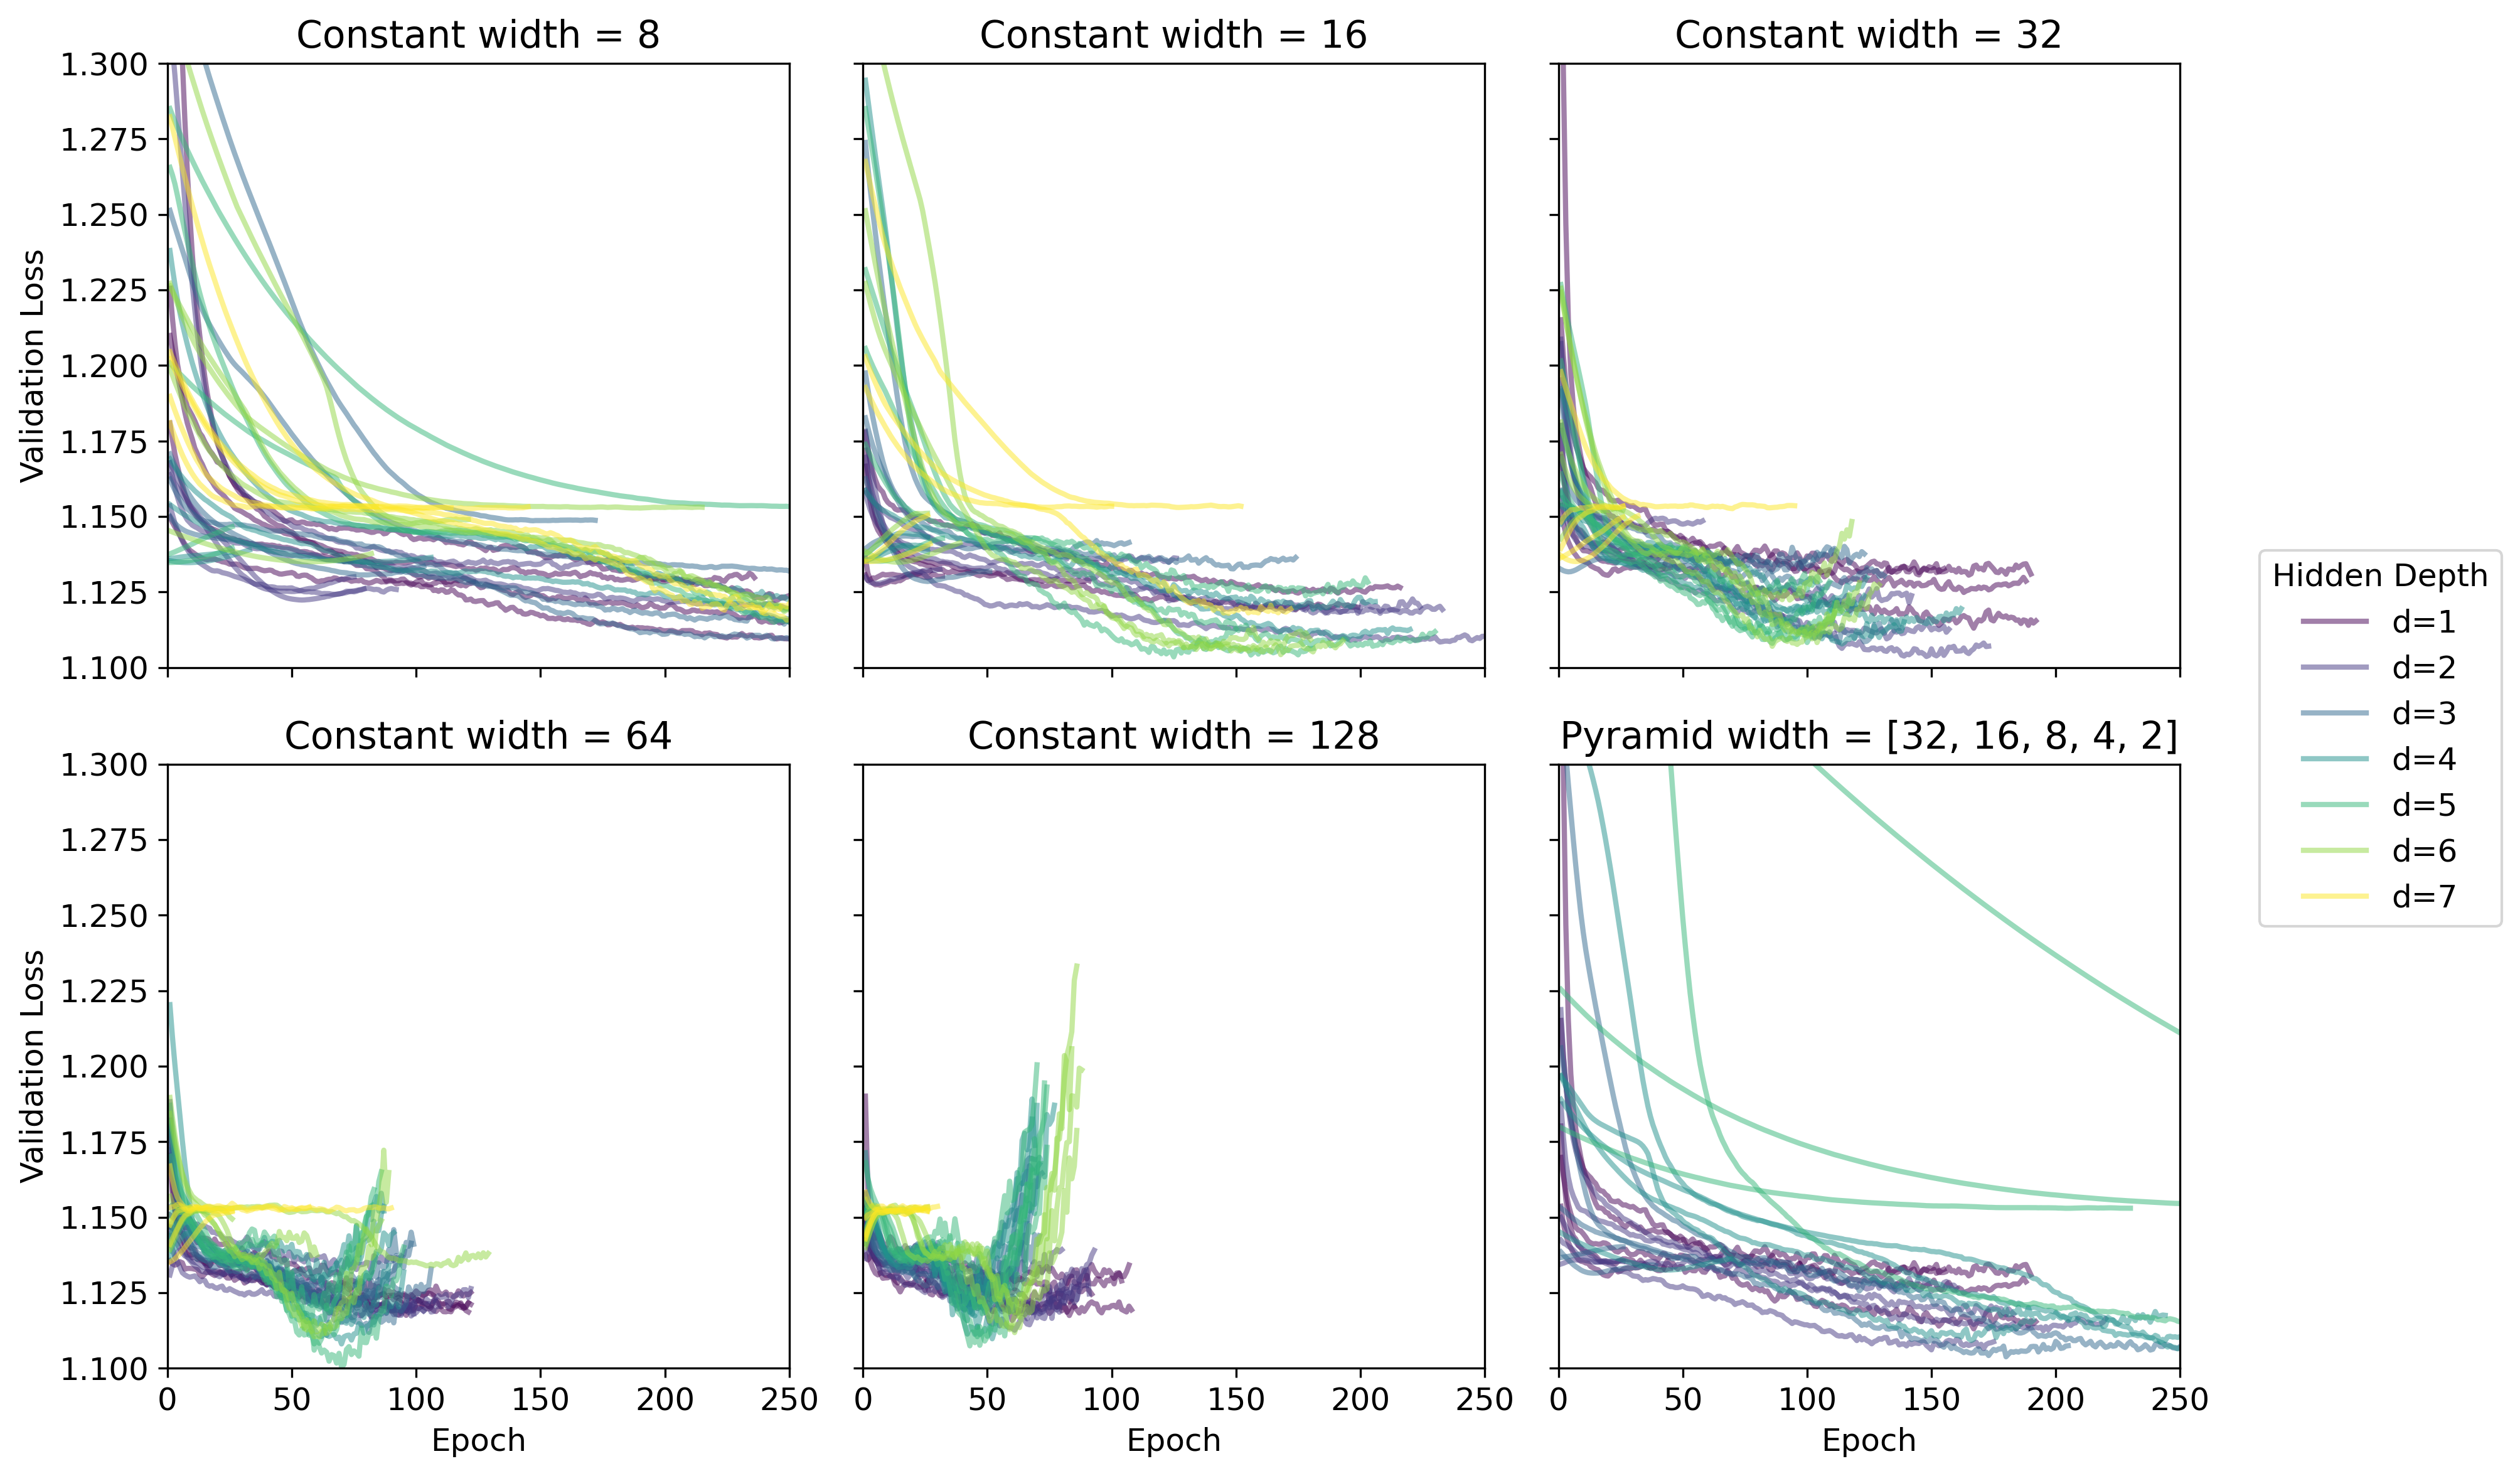 Constant width = 8
Constant width = 16
Constant width = 32
1.300
1.275
1.250
1.225
1.200
1.175
1.150
1.125
1.100
Validation Loss
Hidden Depth
d=1
d=2
d=3
d=4
d=5
d=6
d=7
Constant width = 64
Constant width = 128
Pyramid width = [32, 16, 8, 4, 2]
1.300
1.275
1.250
1.225
1.200
1.175
1.150
1.125
1.100
Validation Loss
0 50 100 150 200 250
0 50 100 150 200 250
0 50 100 150 200 250
Epoch
Epoch
Epoch